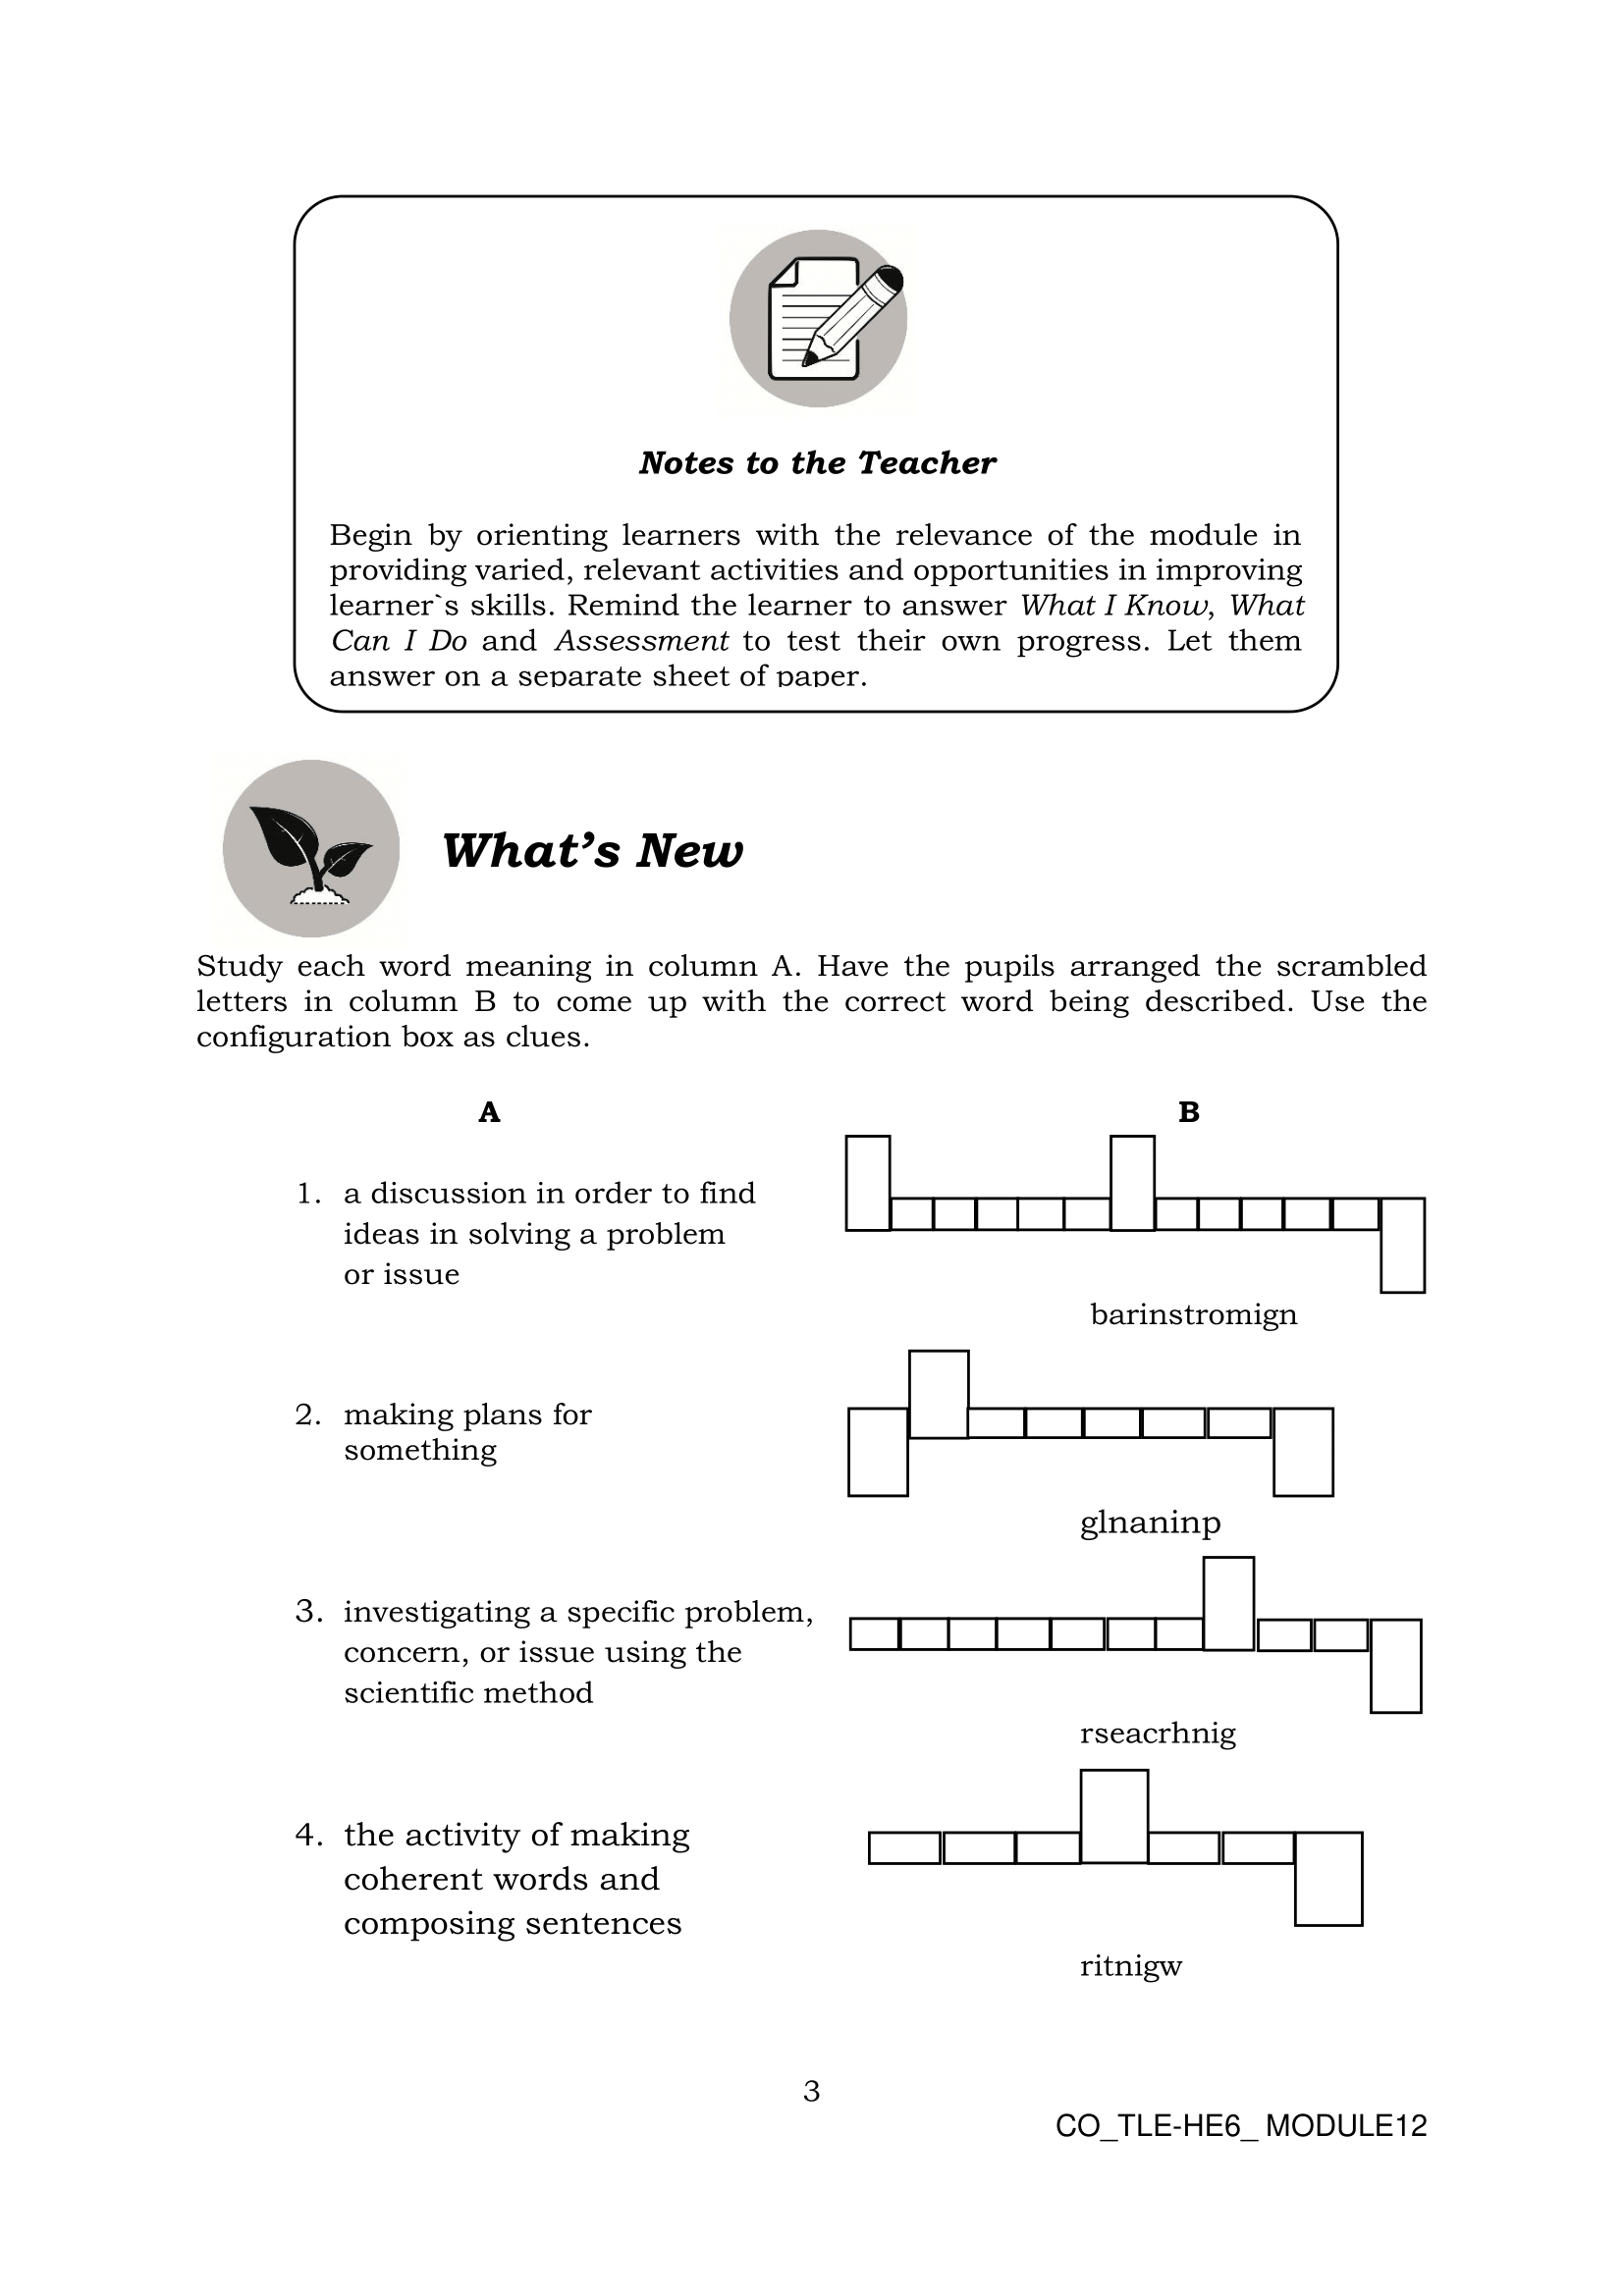 Notes to the Teacher
Begin by orienting learners with the relevance of the module in
providing varied, relevant activities and opportunities in improving
learner`s skills. Remind the learner to answer What I Know, What
Can I Do and Assessment to test their own progress. Let them
answer on a separate sheet of paper.
What’s New
Study each word meaning in column A. Have the pupils arranged the scrambled
letters in column B to come up with the correct word being described. Use the
configuration box as clues.
A
B
1. a discussion in order to find
ideas in solving a problem
or issue
barinstromign
2. making plans for
something
glnaninp
3. investigating a specific problem,
concern, or issue using the
scientific method
rseacrhnig
4. the activity of making
coherent words and
composing sentences
ritnigw
3
CO_TLE-HE6_ MODULE12